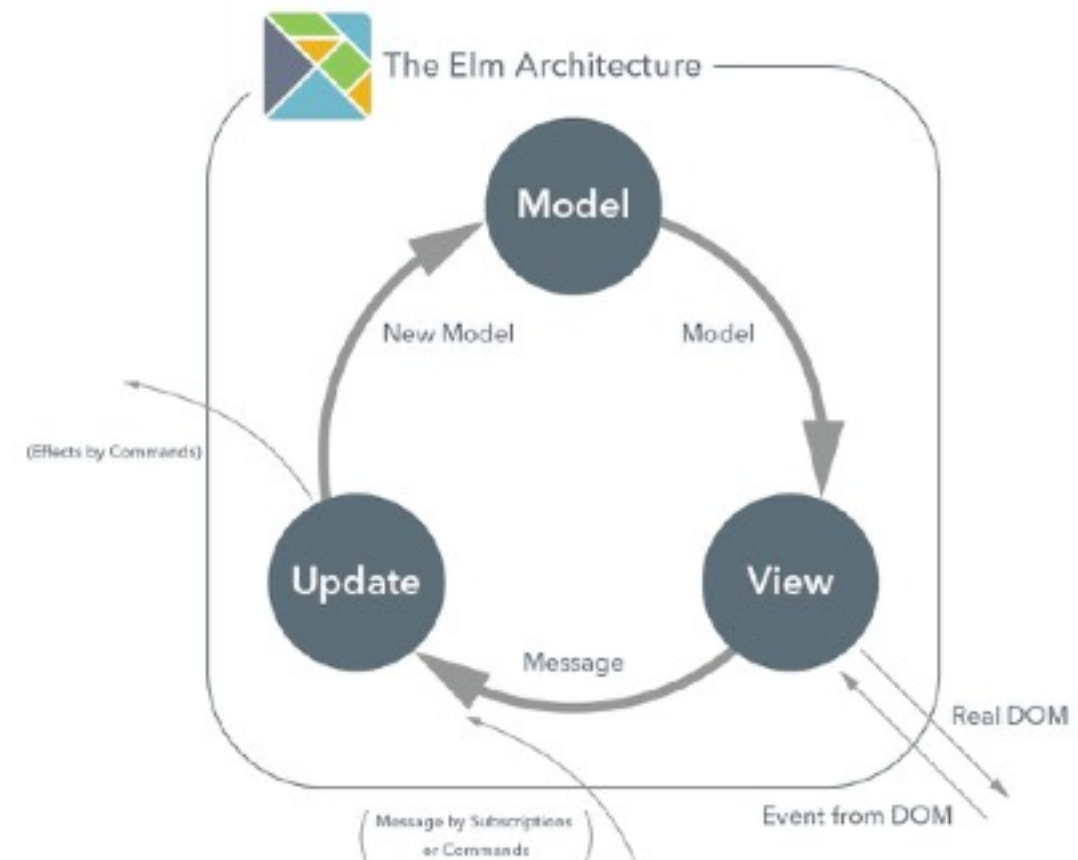 The Elm Architecture
Model
New Model
Model
(Effects by Commands)
Update
View
Message
Real DOM
Event from DOM
(Message by Subscriptions
or Commands)